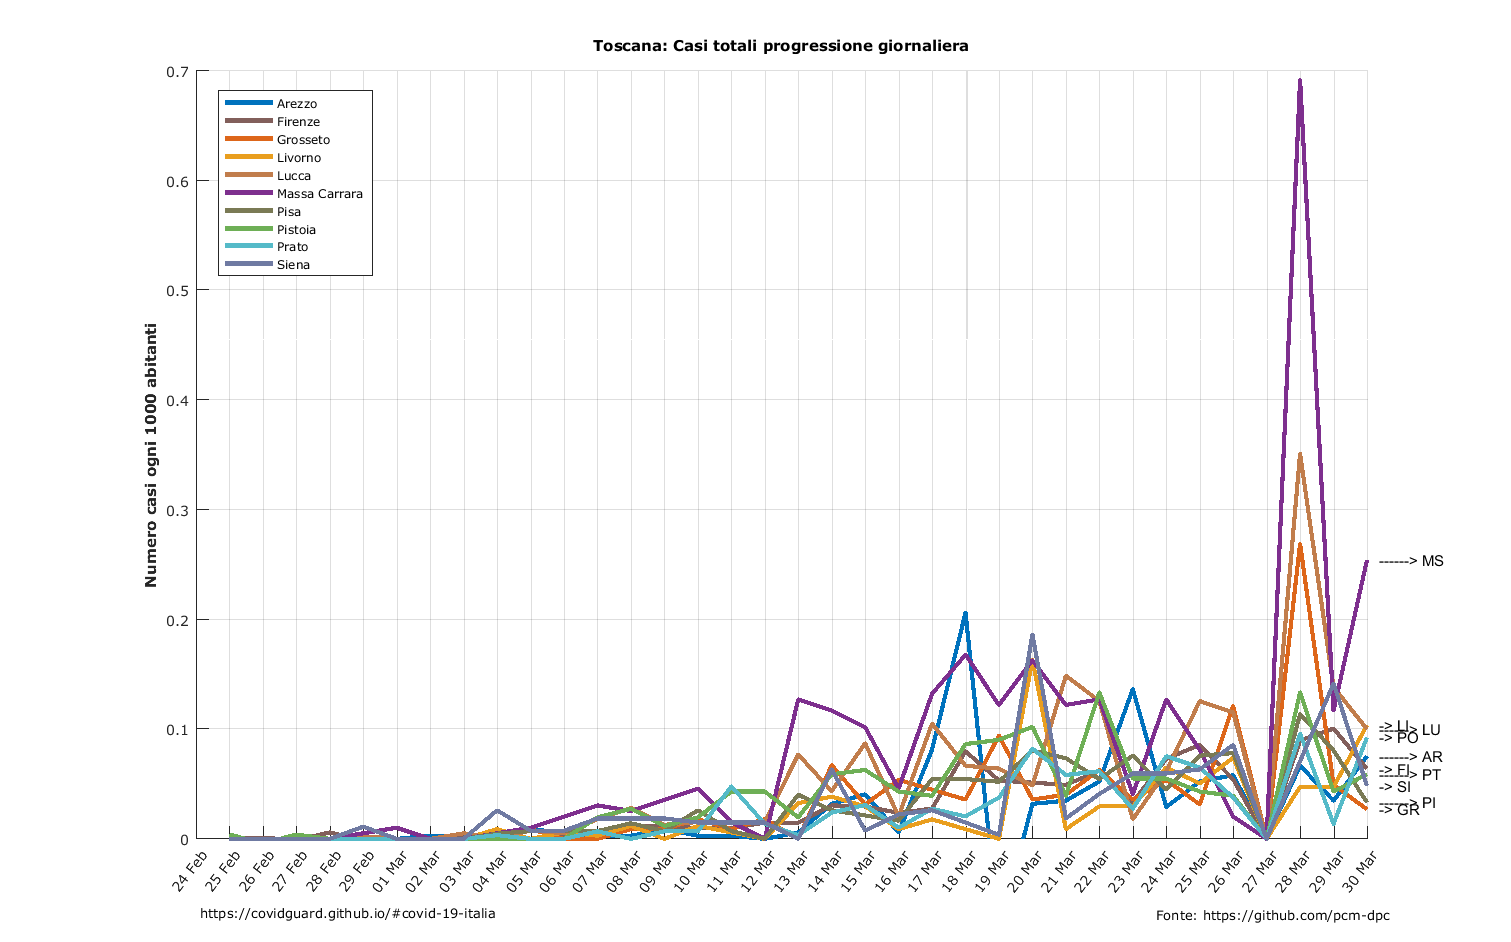 Toscana: Casi totali progressione giornaliera
Numero casi ogni 1000 abitanti
0.7
0.6
0.5
0.4
0.3
0.2
0.1
0
Arezzo
Firenze
Grosseto
Livorno
Lucca
Massa Carrara
Pisa
Pistoia
Prato
Siena
------> MS
-> LI
------> LU
-> PO
------> AR
-> FI
------> PT
-> SI
------> PI
-> GR
24 Feb
25 Feb
26 Feb
27 Feb
28 Feb
29 Feb
01 Mar
02 Mar
03 Mar
04 Mar
05 Mar
06 Mar
07 Mar
08 Mar
09 Mar
10 Mar
11 Mar
12 Mar
13 Mar
14 Mar
15 Mar
16 Mar
17 Mar
18 Mar
19 Mar
20 Mar
21 Mar
22 Mar
23 Mar
24 Mar
25 Mar
26 Mar
27 Mar
28 Mar
29 Mar
30 Mar
https://covidguard.github.io/#covid-19-italia
Fonte: https://github.com/pcm-dpc